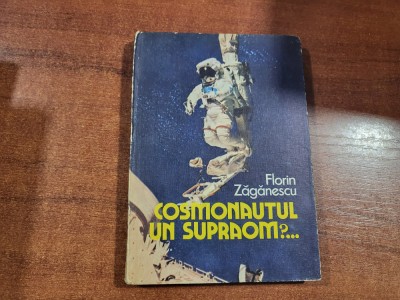 Florin
Zăgănescu
COSMONAUTUL
UN SUPRAOM?...